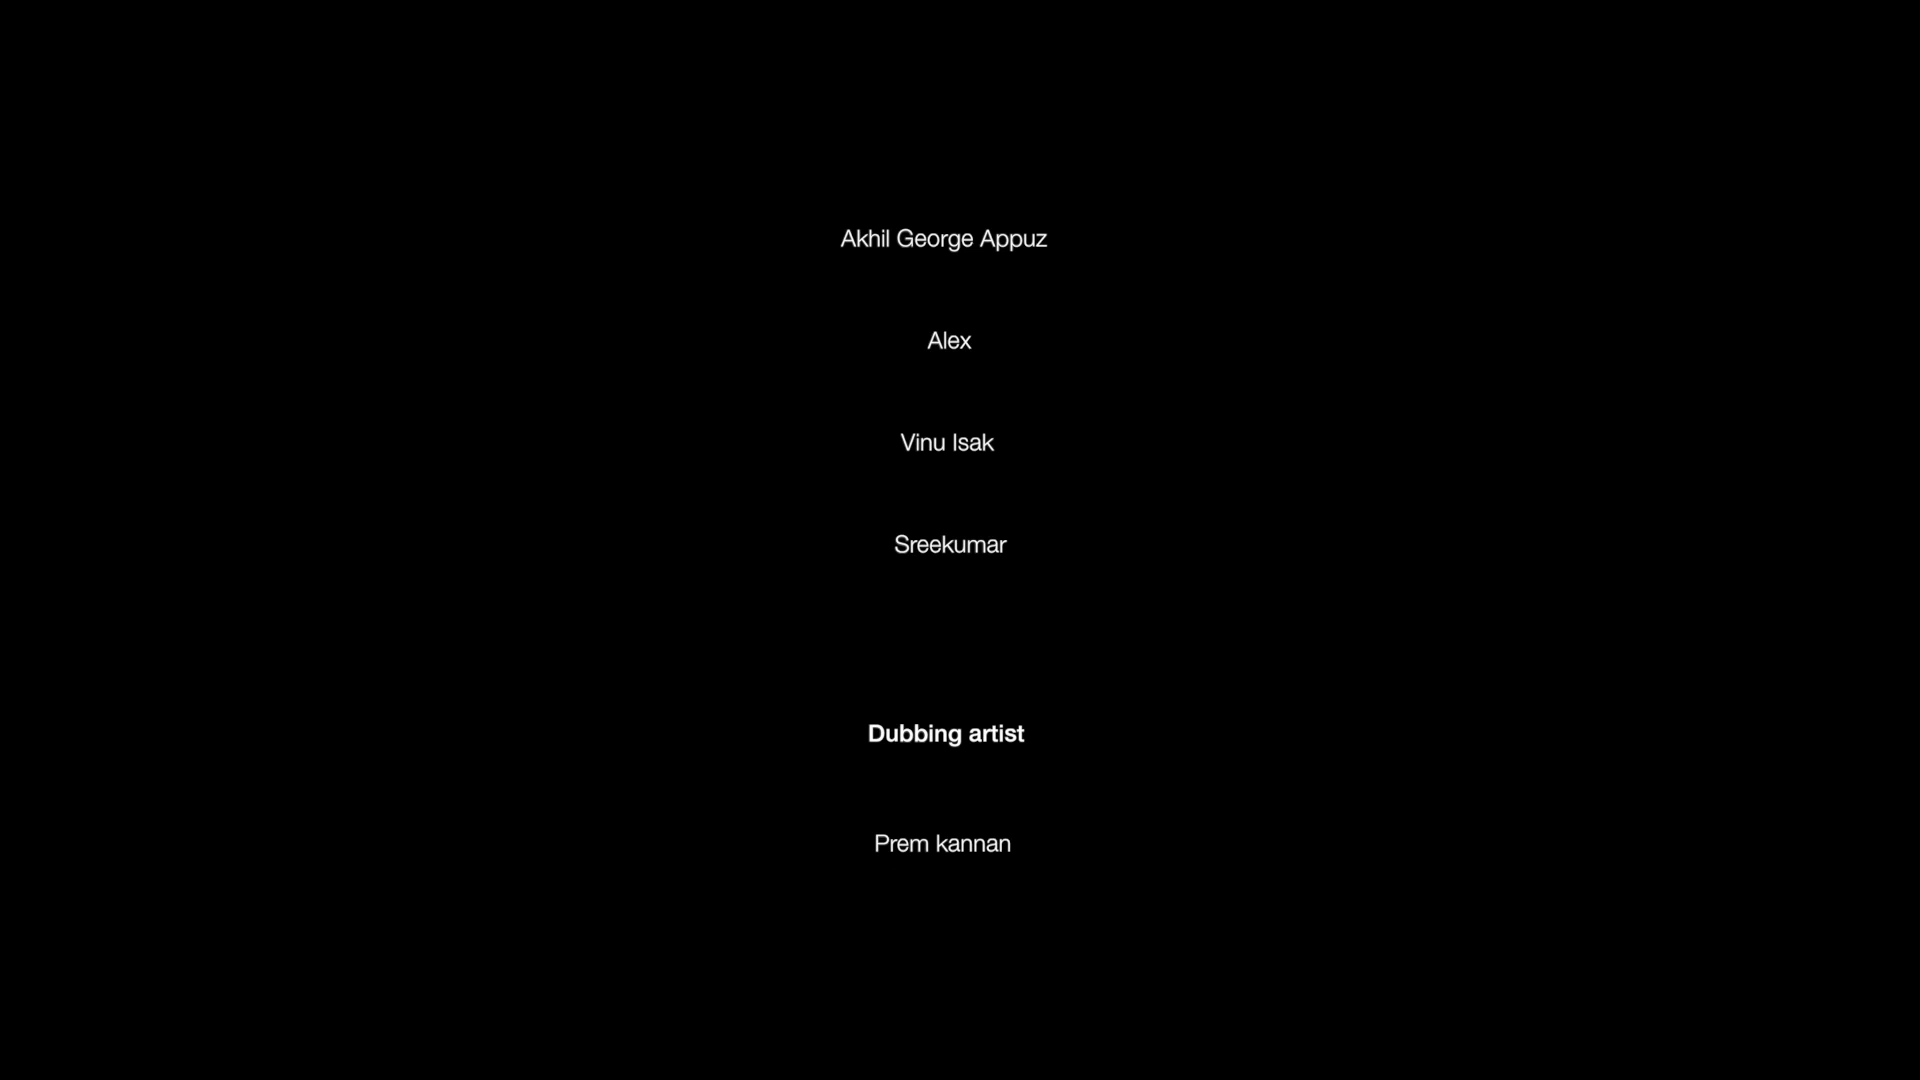 Akhil George Appuz
Alex
Vinu Isak
Sreekumar
Dubbing artist
Prem kannan